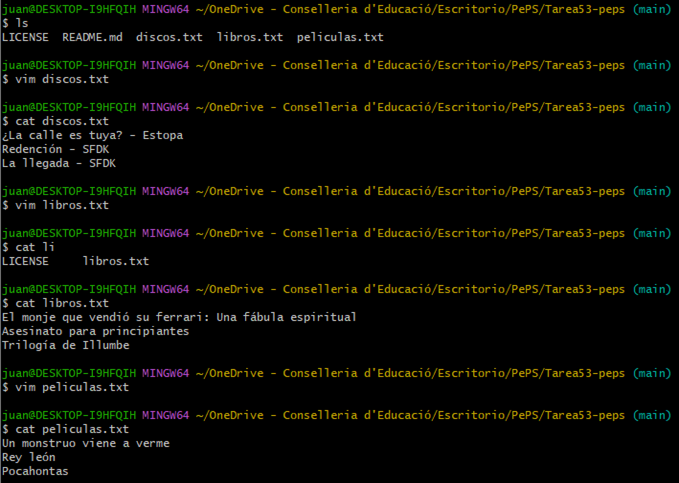 juan@DESKTOP-I9HFQIH MINGW64 ~/OneDrive - Conselleria d'Educació/Escritorio/PePS/Tarea53-peps (main)
$ ls
LICENSE  README.md  discos.txt  libros.txt  peliculas.txt
juan@DESKTOP-I9HFQIH MINGW64 ~/OneDrive - Conselleria d'Educació/Escritorio/PePS/Tarea53-peps (main)
$ vim discos.txt
juan@DESKTOP-I9HFQIH MINGW64 ~/OneDrive - Conselleria d'Educació/Escritorio/PePS/Tarea53-peps (main)
$ cat discos.txt
¿La calle es tuya? - Estopa
Redención - SFDK
La llegada - SFDK
juan@DESKTOP-I9HFQIH MINGW64 ~/OneDrive - Conselleria d'Educació/Escritorio/PePS/Tarea53-peps (main)
$ vim libros.txt
juan@DESKTOP-I9HFQIH MINGW64 ~/OneDrive - Conselleria d'Educació/Escritorio/PePS/Tarea53-peps (main)
$ cat li
LICENSE     libros.txt
juan@DESKTOP-I9HFQIH MINGW64 ~/OneDrive - Conselleria d'Educació/Escritorio/PePS/Tarea53-peps (main)
$ cat libros.txt
El monje que vendió su ferrari: Una fábula espiritual
Asesinato para principiantes
Trilogía de Illumbe
juan@DESKTOP-I9HFQIH MINGW64 ~/OneDrive - Conselleria d'Educació/Escritorio/PePS/Tarea53-peps (main)
$ vim peliculas.txt
juan@DESKTOP-I9HFQIH MINGW64 ~/OneDrive - Conselleria d'Educació/Escritorio/PePS/Tarea53-peps (main)
$ cat peliculas.txt
Un monstruo viene a verme
Rey león
Pocahontas